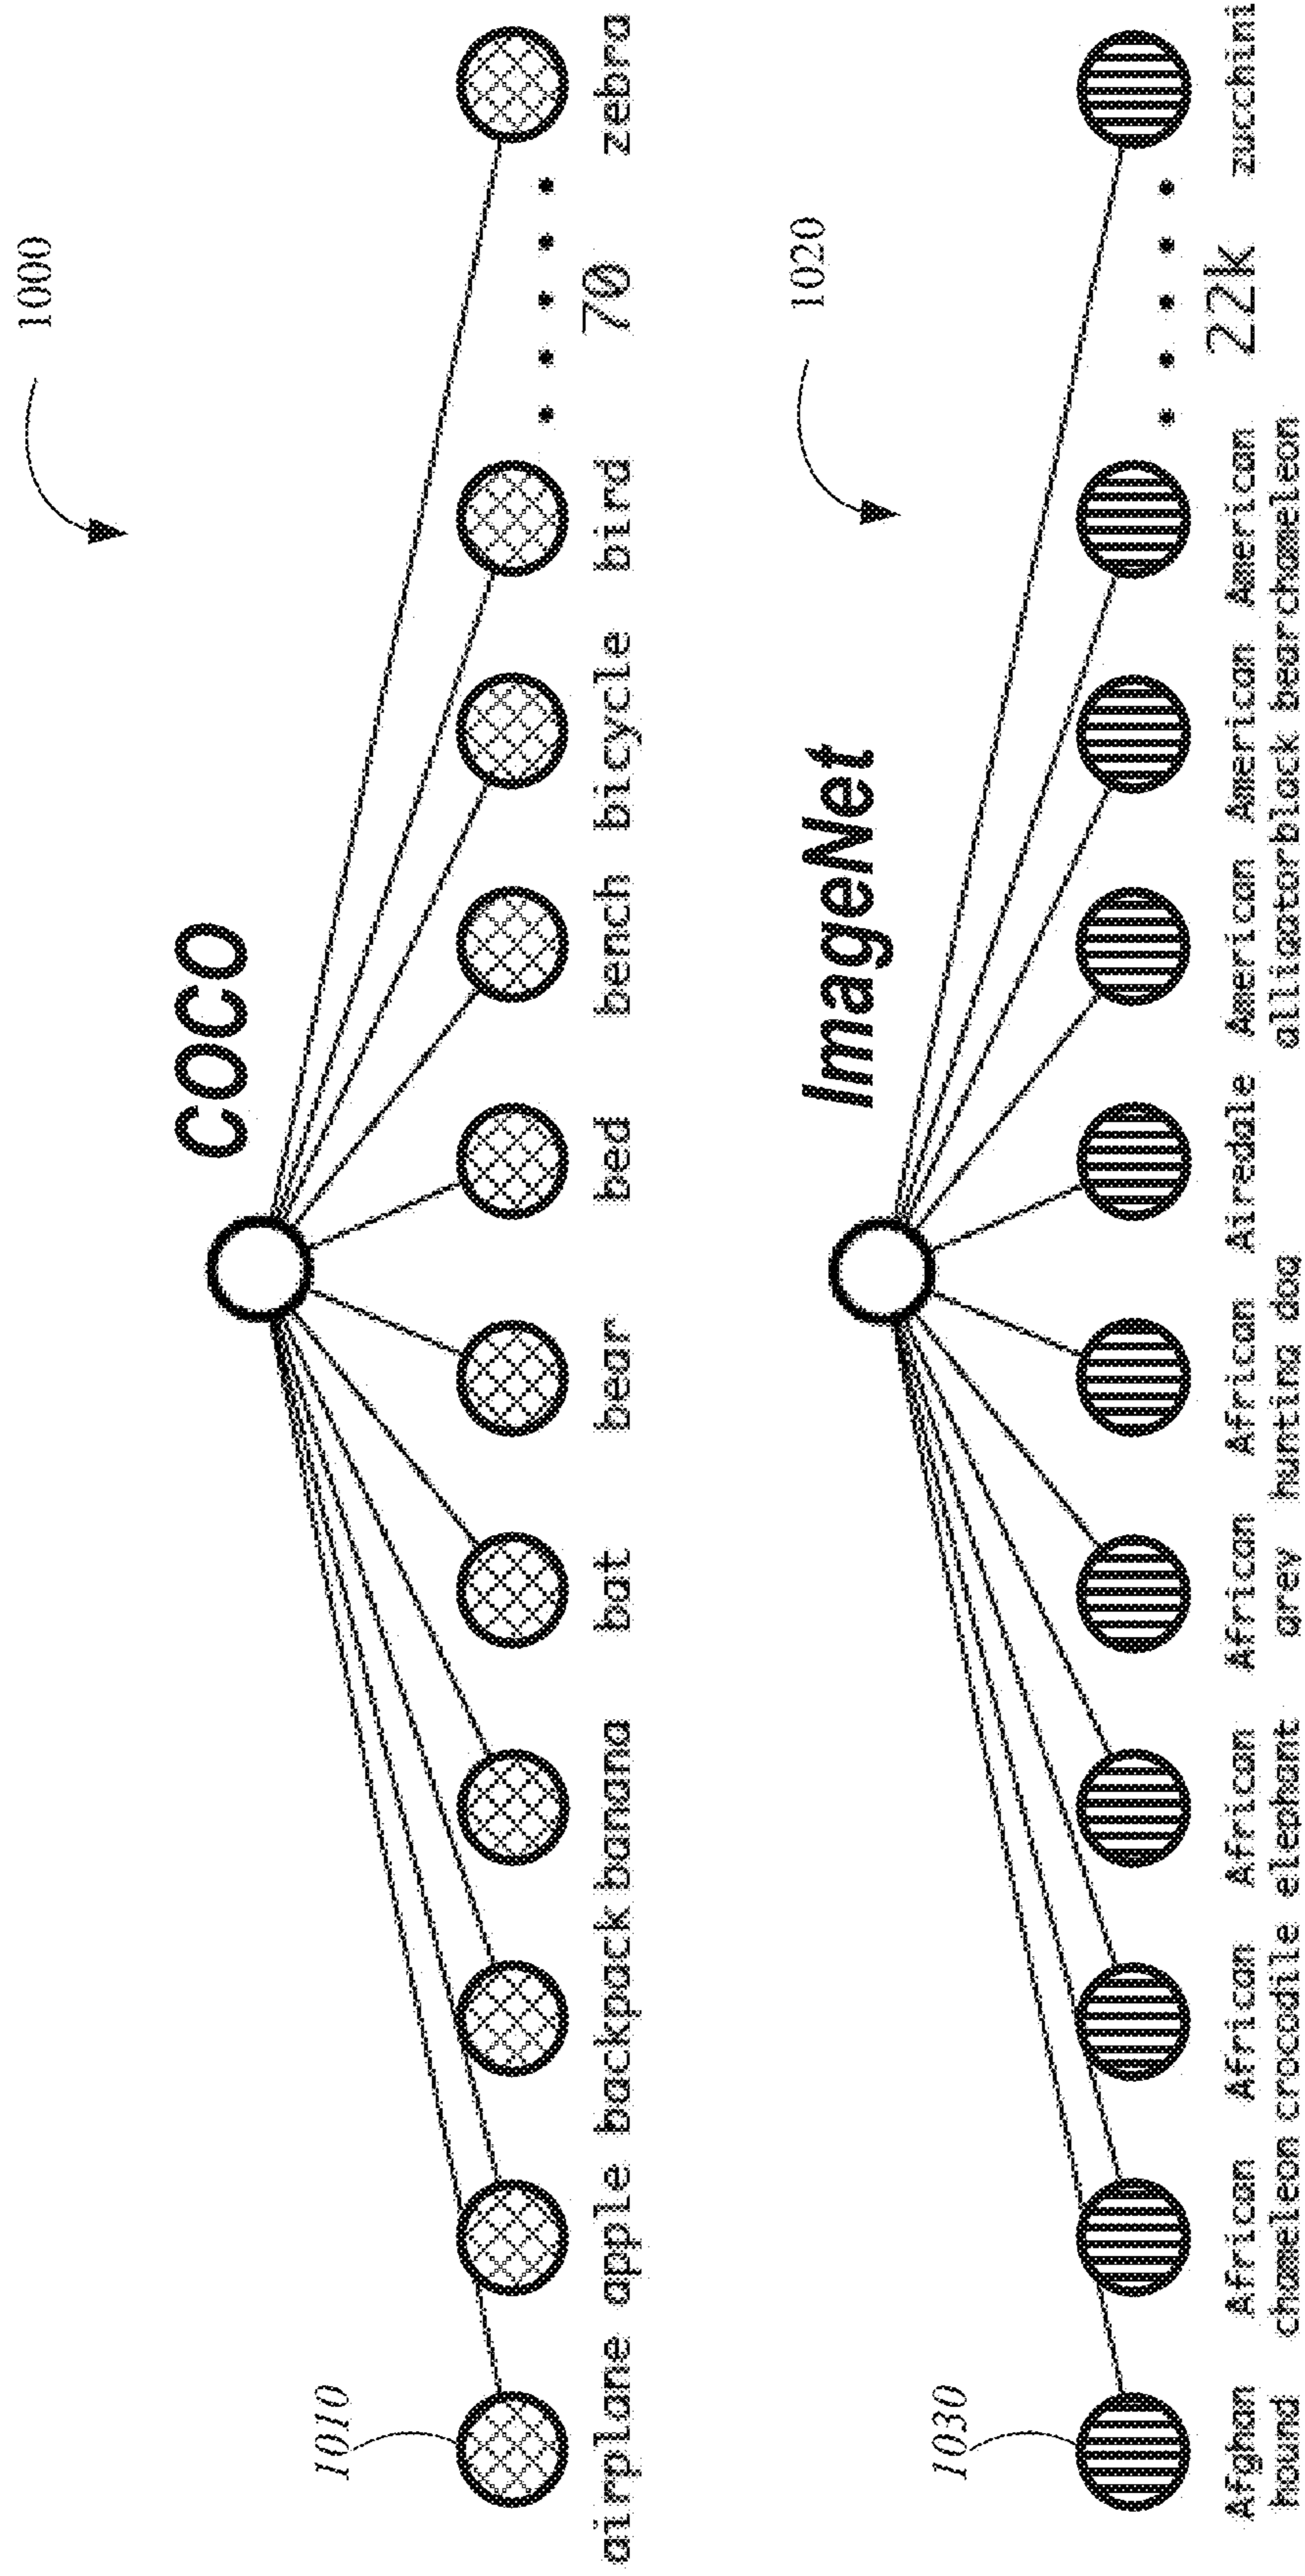 1000
COCO
1010
airplane apple backpack banana bat bear bed bench bicycle bird 70 zebra
1020
ImageNet
1030
Afghan African African African African African Airedale American American American 22k zucchini
hound chameleon crocodile elephant grey hunting dog alligator black bear chameleon